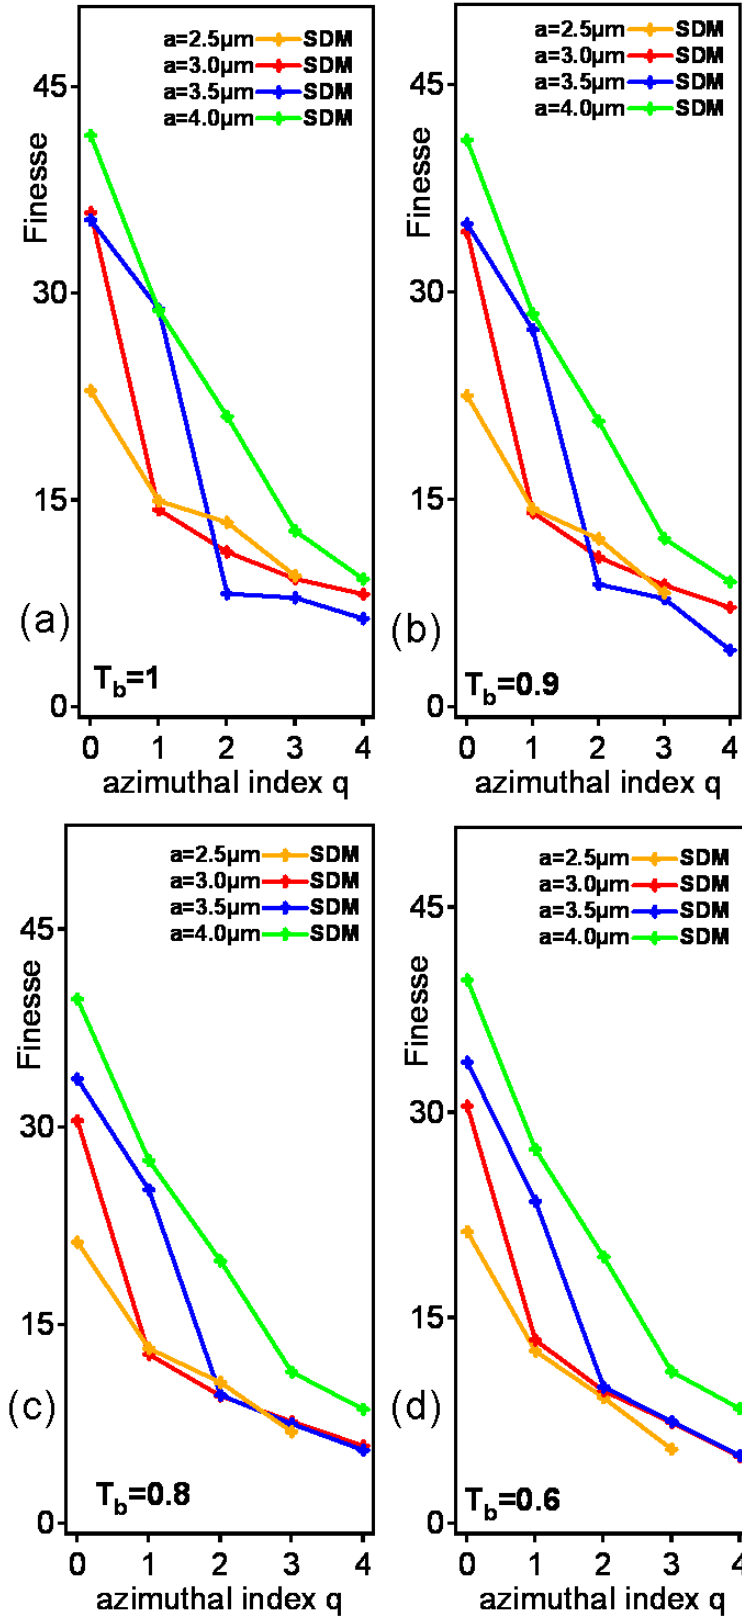 a=2.5µm SDM
a=3.0µm SDM
a=3.5µm SDM
a=4.0µm SDM
45
30
15
0
Finesse
(a)
T_b=1
0 1 2 3 4
azimuthal index q
a=2.5µm SDM
a=3.0µm SDM
a=3.5µm SDM
a=4.0µm SDM
45
30
15
0
Finesse
(b)
T_b=0.9
0 1 2 3 4
azimuthal index q
a=2.5µm SDM
a=3.0µm SDM
a=3.5µm SDM
a=4.0µm SDM
45
30
15
0
Finesse
(c)
T_b=0.8
0 1 2 3 4
azimuthal index q
a=2.5µm SDM
a=3.0µm SDM
a=3.5µm SDM
a=4.0µm SDM
45
30
15
0
Finesse
(d)
T_b=0.6
0 1 2 3 4
azimuthal index q